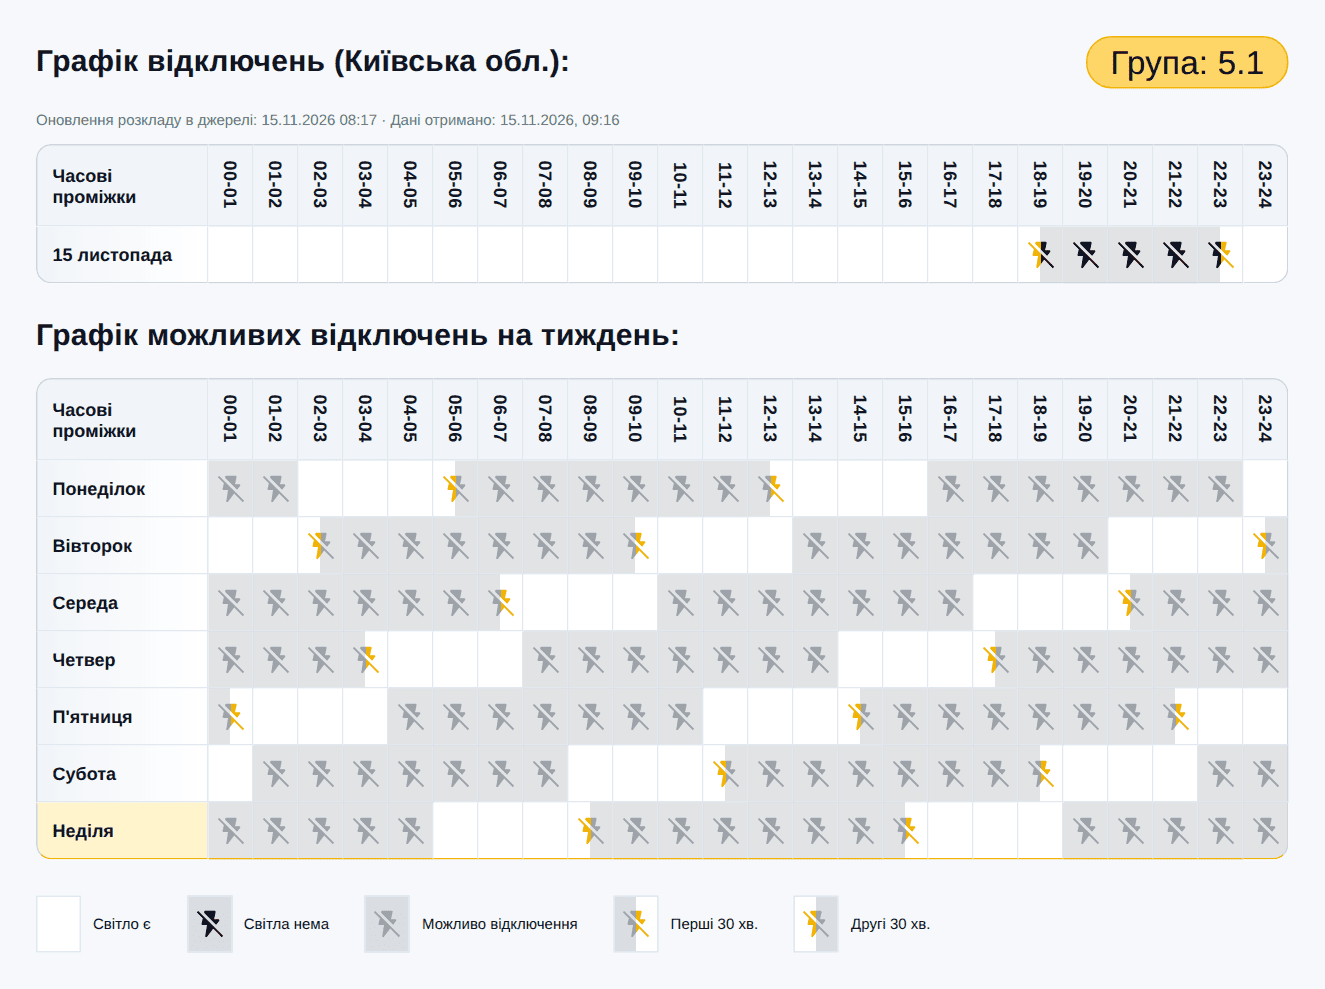 Графік відключень (Київська обл.):
Група: 5.1
Оновлення розкладу в джерелі: 15.11.2026 08:17 · Дані отримано: 15.11.2026, 09:16
Часові проміжки 00-01 01-02 02-03 03-04 04-05 05-06 06-07 07-08 08-09 09-10 10-11 11-12 12-13 13-14 14-15 15-16 16-17 17-18 18-19 19-20 20-21 21-22 22-23 23-24
15 листопада
Графік можливих відключень на тиждень:
Часові проміжки 00-01 01-02 02-03 03-04 04-05 05-06 06-07 07-08 08-09 09-10 10-11 11-12 12-13 13-14 14-15 15-16 16-17 17-18 18-19 19-20 20-21 21-22 22-23 23-24
Понеділок
Вівторок
Середа
Четвер
П'ятниця
Субота
Неділя
Світло є Світла нема Можливо відключення Перші 30 хв. Другі 30 хв.